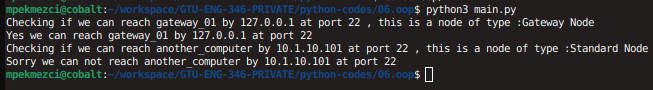 mpekmezci@cobalt:~/workspace/GTU-ENG-346-PRIVATE/python-codes/06.oop$ python3 main.py
Checking if we can reach gateway_01 by 127.0.0.1 at port 22 , this is a node of type :Gateway Node
Yes we can reach gateway_01 by 127.0.0.1 at port 22
Checking if we can reach another_computer by 10.1.10.101 at port 22 , this is a node of type :Standard Node
Sorry we can not reach another_computer by 10.1.10.101 at port 22
mpekmezci@cobalt:~/workspace/GTU-ENG-346-PRIVATE/python-codes/06.oop$